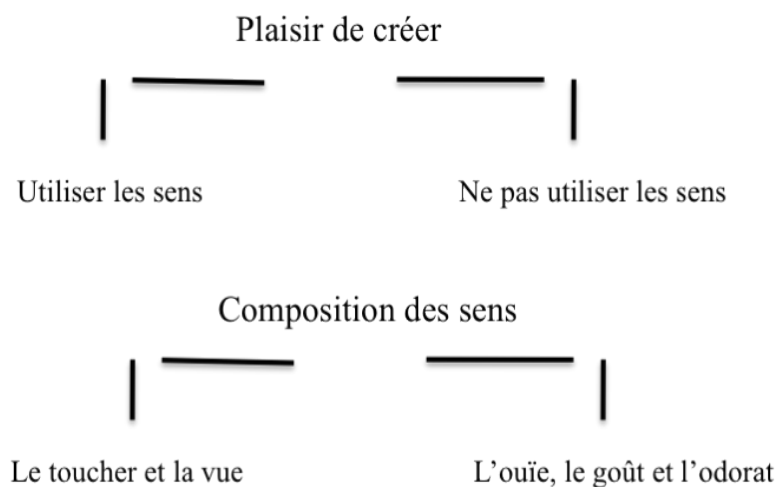 Plaisir de créer
Utiliser les sens
Ne pas utiliser les sens
Composition des sens
Le toucher et la vue
L’ouïe, le goût et l’odorat